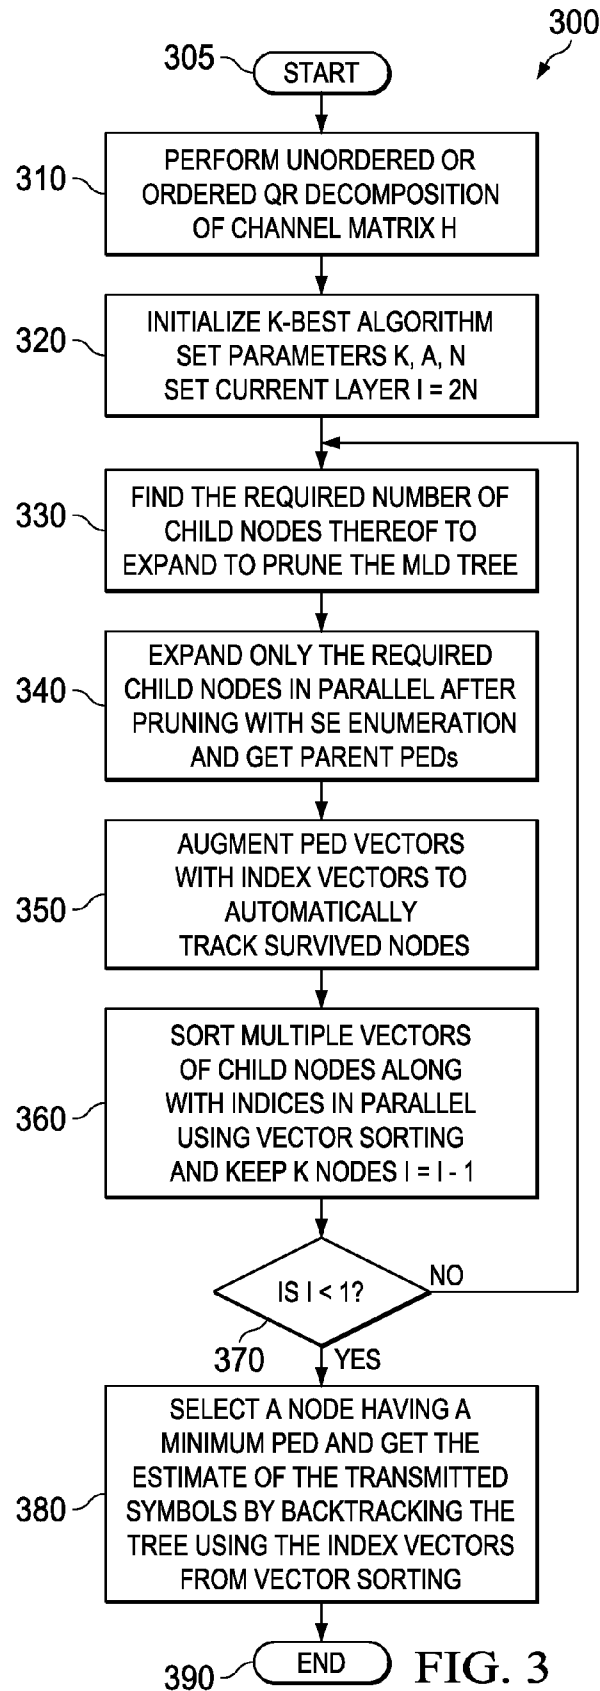 300
305
START
310
PERFORM UNORDERED OR
ORDERED QR DECOMPOSITION
OF CHANNEL MATRIX H
320
INITIALIZE K-BEST ALGORITHM
SET PARAMETERS K, A, N
SET CURRENT LAYER I = 2N
330
FIND THE REQUIRED NUMBER OF
CHILD NODES THEREOF TO
EXPAND TO PRUNE THE MLD TREE
340
EXPAND ONLY THE REQUIRED
CHILD NODES IN PARALLEL AFTER
PRUNING WITH SE ENUMERATION
AND GET PARENT PEDs
350
AUGMENT PED VECTORS
WITH INDEX VECTORS TO
AUTOMATICALLY
TRACK SURVIVED NODES
360
SORT MULTIPLE VECTORS
OF CHILD NODES ALONG
WITH INDICES IN PARALLEL
USING VECTOR SORTING
AND KEEP K NODES I = I - 1
IS I < 1?
NO
370
YES
380
SELECT A NODE HAVING A
MINIMUM PED AND GET THE
ESTIMATE OF THE TRANSMITTED
SYMBOLS BY BACKTRACKING THE
TREE USING THE INDEX VECTORS
FROM VECTOR SORTING
390
END
FIG. 3